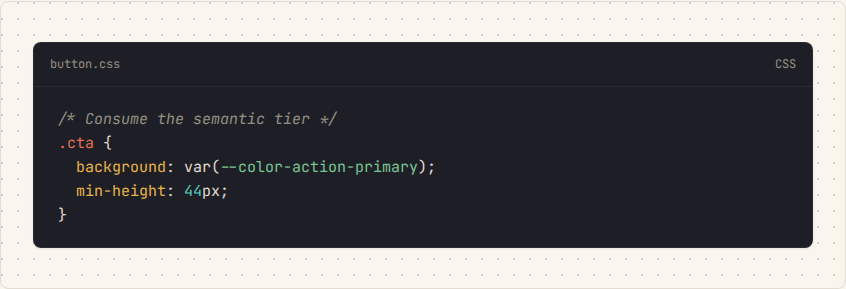 button.css
CSS
/* Consume the semantic tier */
.cta {
  background: var(--color-action-primary);
  min-height: 44px;
}